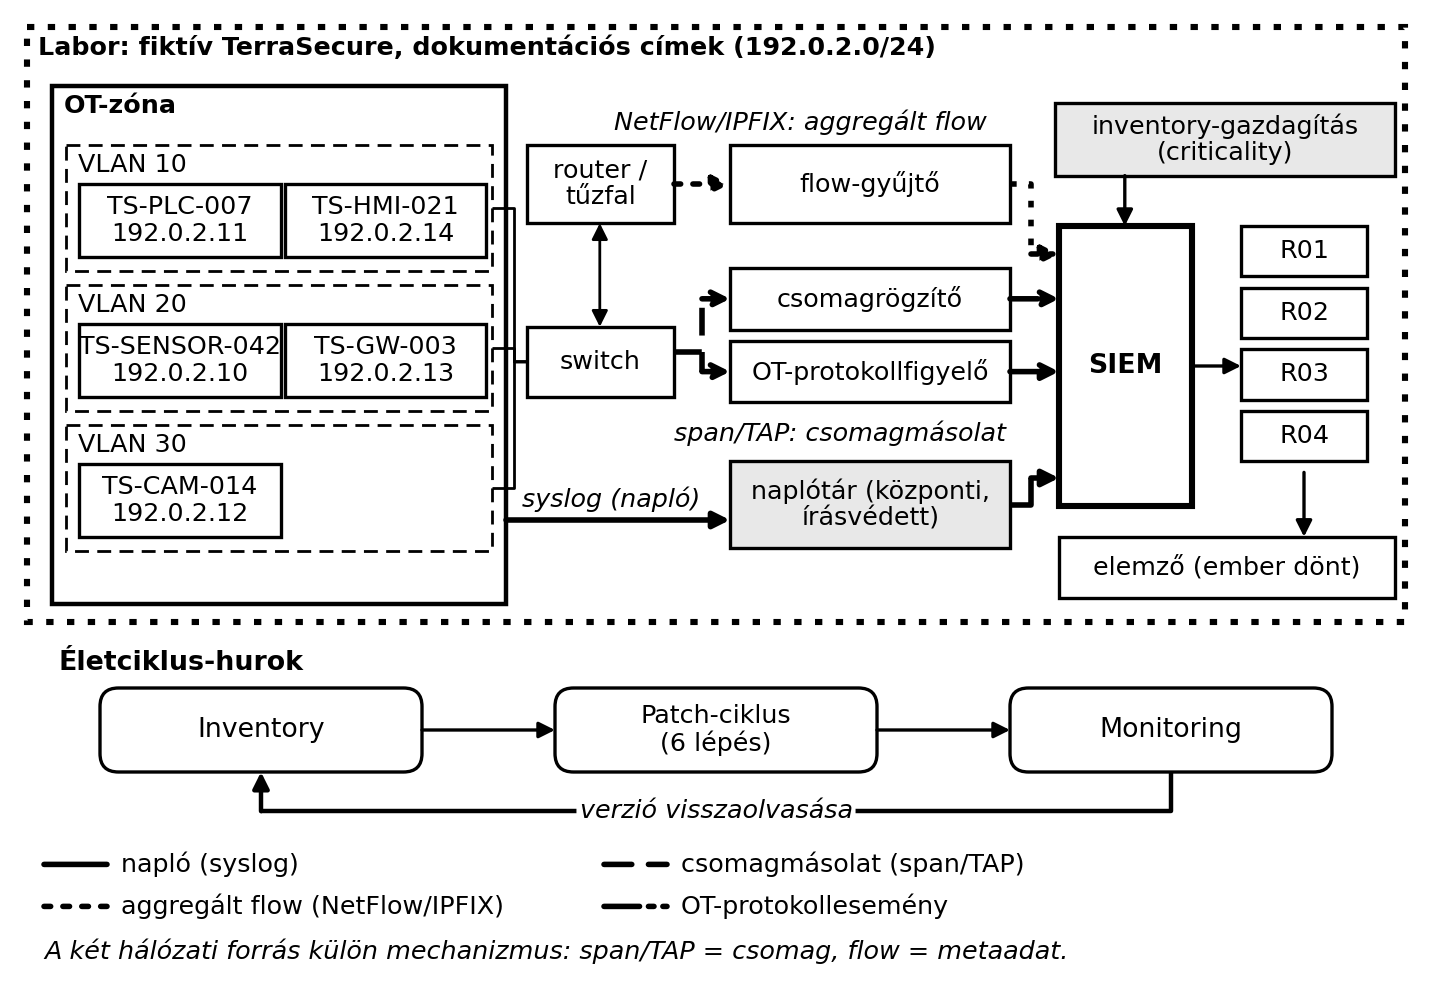 Labor: fiktív TerraSecure, dokumentációs címek (192.0.2.0/24)
OT-zóna
VLAN 10
TS-PLC-007
192.0.2.11
TS-HMI-021
192.0.2.14
VLAN 20
TS-SENSOR-042
192.0.2.10
TS-GW-003
192.0.2.13
VLAN 30
TS-CAM-014
192.0.2.12
NetFlow/IPFIX: aggregált flow
router /
tűzfal
flow-gyűjtő
inventory-gazdagítás
(criticality)
switch
csomagrögzítő
OT-protokollfigyelő
span/TAP: csomagmásolat
syslog (napló)
naplótár (központi,
írásvédett)
SIEM
R01
R02
R03
R04
elemző (ember dönt)
Életciklus-hurok
Inventory
Patch-ciklus
(6 lépés)
Monitoring
verzió visszaolvasása
napló (syslog)
csomagmásolat (span/TAP)
aggregált flow (NetFlow/IPFIX)
OT-protokollesemény
A két hálózati forrás külön mechanizmus: span/TAP = csomag, flow = metaadat.